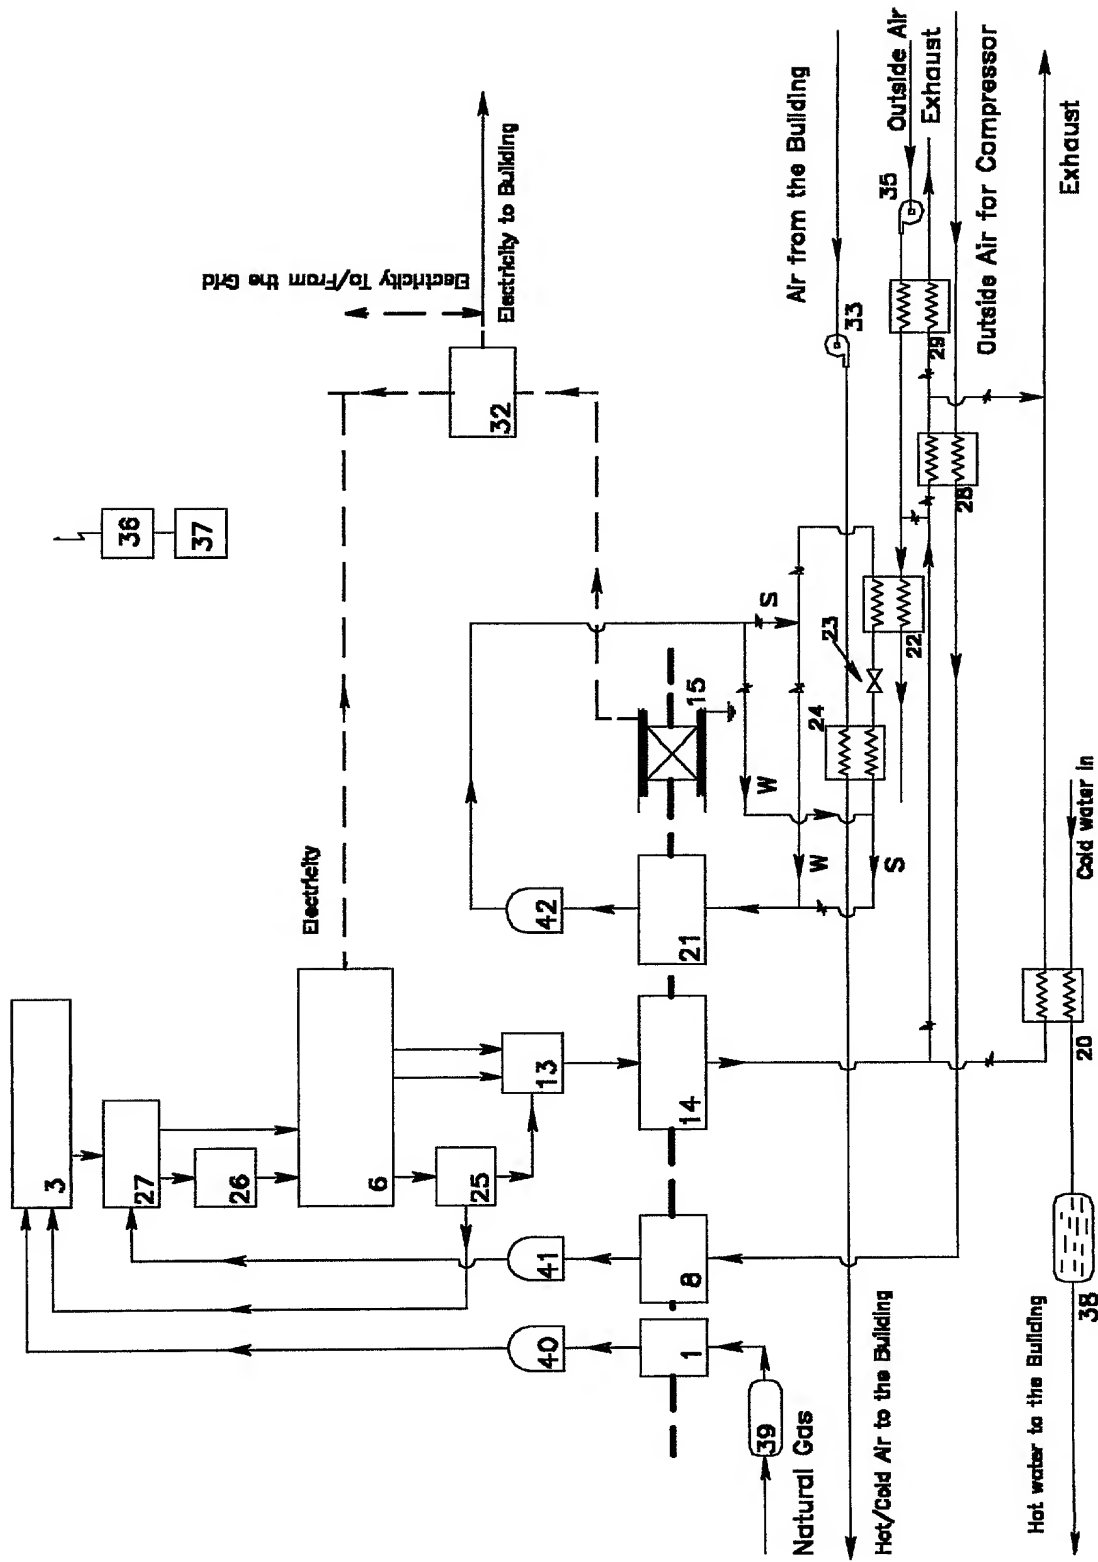 Electricity To/From the Grid
Electricity to Building
Electricity
Air from the Building
Outside Air
Exhaust
Outside Air for Compressor
Exhaust
Cold water in
Natural Gas
Hot/Cold Air to the Building
Hot water to the Building
3
27
26
6
25
13
41
40
42
1
8
14
21
15
39
32
36
37
33
35
29
28
22
23
24
20
38
S
W
W
S